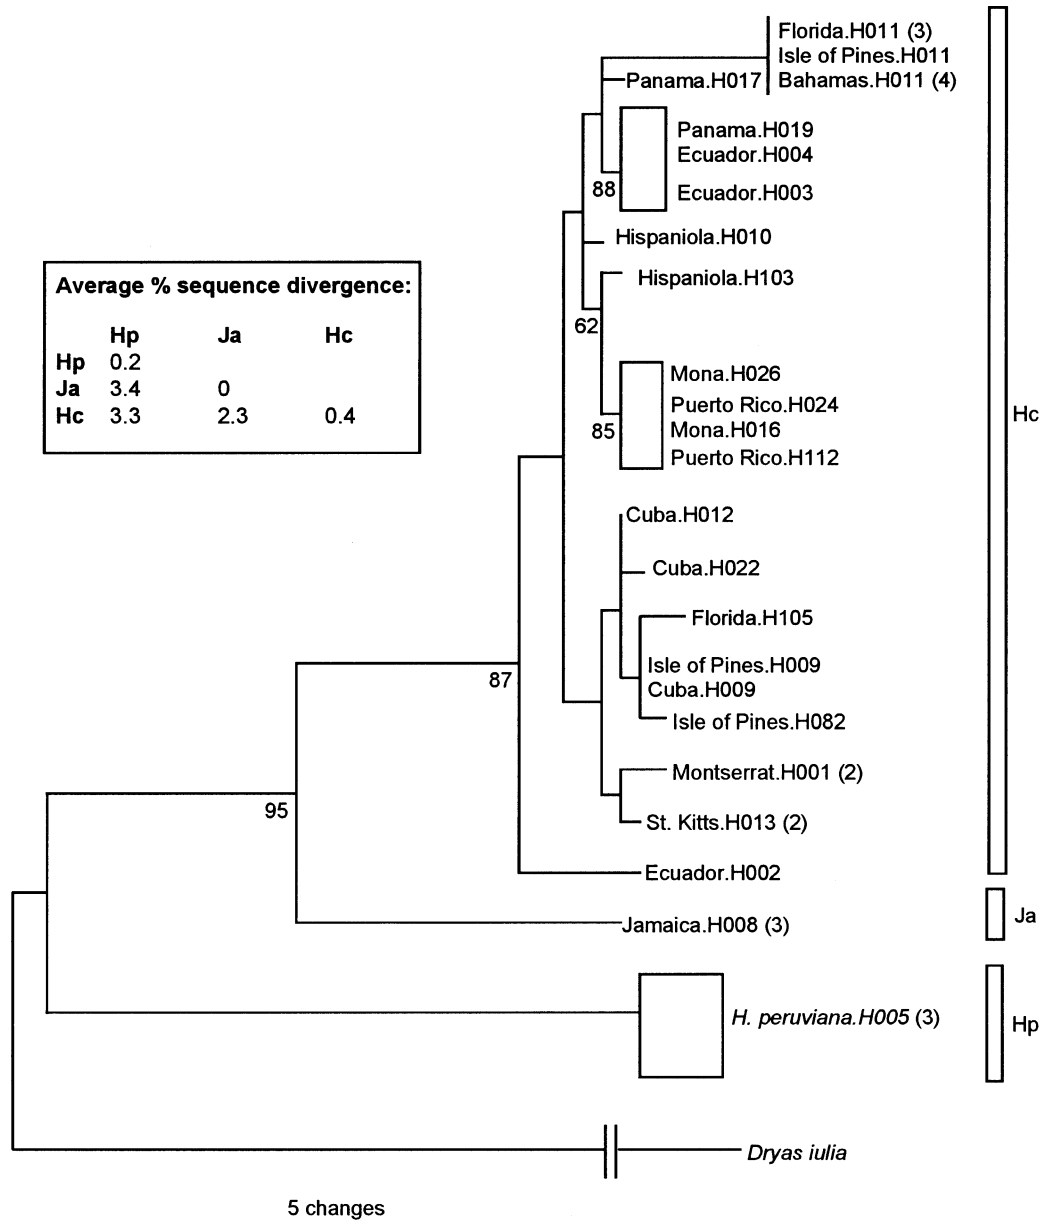 Florida.H011 (3)
Isle of Pines.H011
Panama.H017
Bahamas.H011 (4)
Panama.H019
Ecuador.H004
88
Ecuador.H003
Hispaniola.H010
Hispaniola.H103
Average % sequence divergence:
Hp Ja Hc
Hp 0.2
Ja 3.4 0
Hc 3.3 2.3 0.4
62
Mona.H026
Puerto Rico.H024
85
Mona.H016
Puerto Rico.H112
Hc
Cuba.H012
Cuba.H022
Florida.H105
Isle of Pines.H009
87
Cuba.H009
Isle of Pines.H082
Montserrat.H001 (2)
95
St. Kitts.H013 (2)
Ecuador.H002
Jamaica.H008 (3)
Ja
H. peruviana.H005 (3)
Hp
Dryas iulia
5 changes